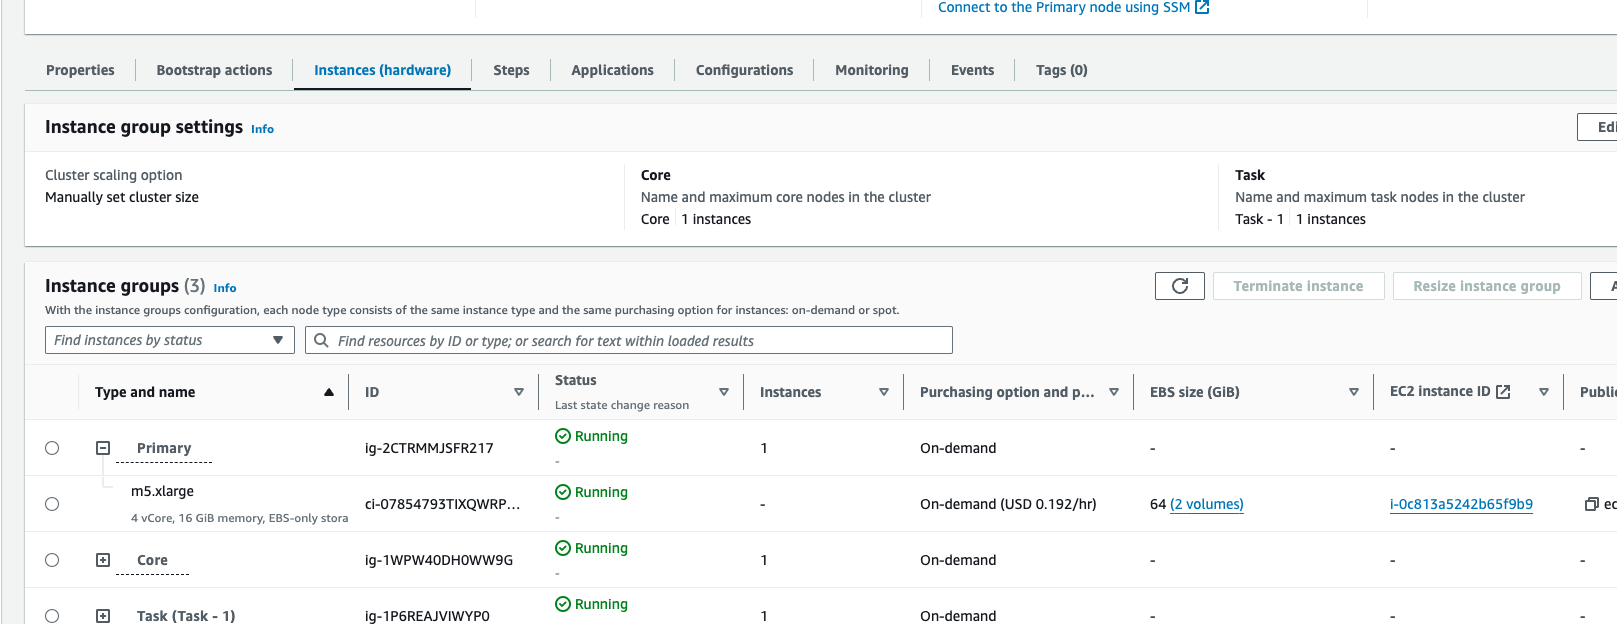 Connect to the Primary node using SSM
Properties Bootstrap actions Instances (hardware) Steps Applications Configurations Monitoring Events Tags (0)
Instance group settings Info
Cluster scaling option
Manually set cluster size
Core
Name and maximum core nodes in the cluster
Core 1 instances
Task
Name and maximum task nodes in the cluster
Task - 1 1 instances
Instance groups (3) Info
Terminate instance Resize instance group
With the instance groups configuration, each node type consists of the same instance type and the same purchasing option for instances: on-demand or spot.
Find instances by status Find resources by ID or type; or search for text within loaded results
Type and name ID Status Last state change reason Instances Purchasing option and p... EBS size (GiB) EC2 instance ID
Primary ig-2CTRMMJSFR217 Running - 1 On-demand - - -
m5.xlarge
4 vCore, 16 GiB memory, EBS-only stora
ci-07854793TIXQWRP... Running - - On-demand (USD 0.192/hr) 64 (2 volumes) i-0c813a5242b65f9b9
Core ig-1WPW40DH0WW9G Running - 1 On-demand - - -
Task (Task - 1) ig-1P6REAJVIWYP0 Running 1 On-demand - - -